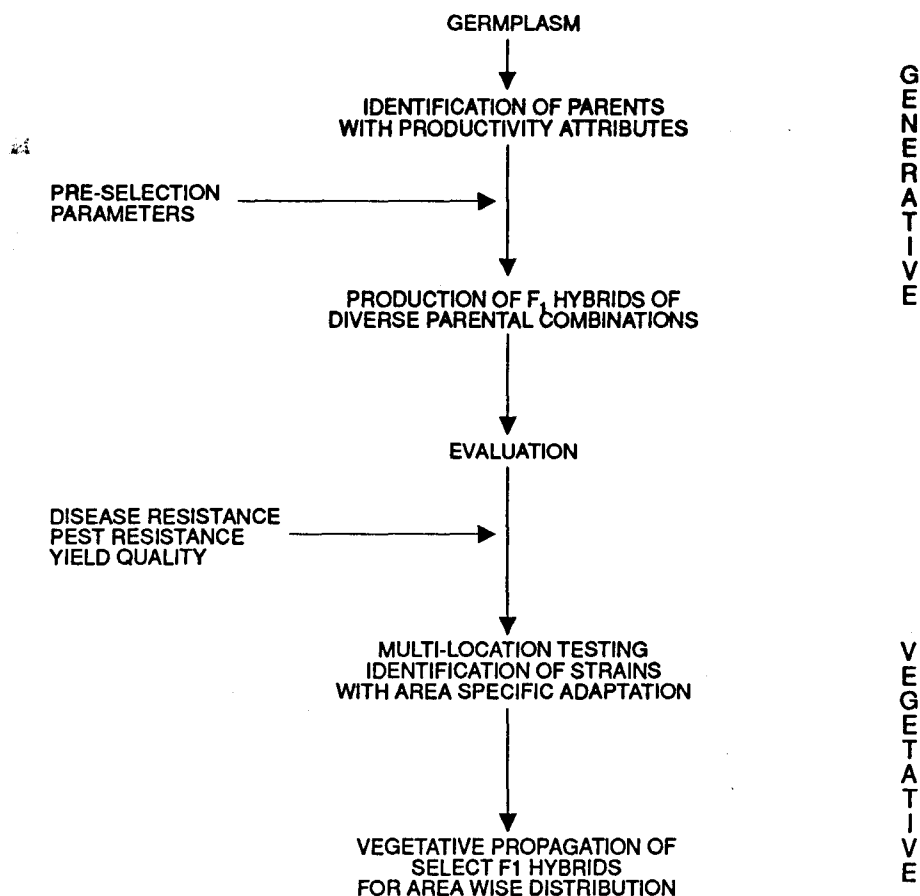 GERMPLASM
IDENTIFICATION OF PARENTS
WITH PRODUCTIVITY ATTRIBUTES
PRE-SELECTION
PARAMETERS
PRODUCTION OF F₁ HYBRIDS OF
DIVERSE PARENTAL COMBINATIONS
EVALUATION
DISEASE RESISTANCE
PEST RESISTANCE
YIELD QUALITY
MULTI-LOCATION TESTING
IDENTIFICATION OF STRAINS
WITH AREA SPECIFIC ADAPTATION
VEGETATIVE PROPAGATION OF
SELECT F1 HYBRIDS
FOR AREA WISE DISTRIBUTION
GENERATIVE
VEGETATIVE